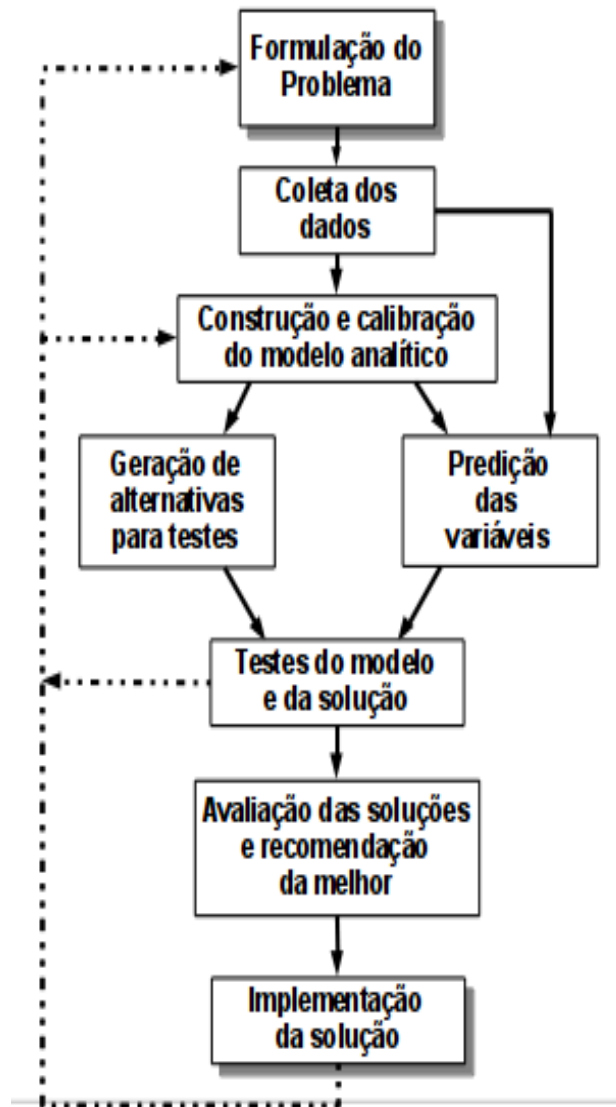 Formulação do
Problema
Coleta dos
dados
Construção e calibração
do modelo analítico
Geração de
alternativas
para testes
Predição
das
variáveis
Testes do modelo
e da solução
Avaliação das soluções
e recomendação
da melhor
Implementação
da solução